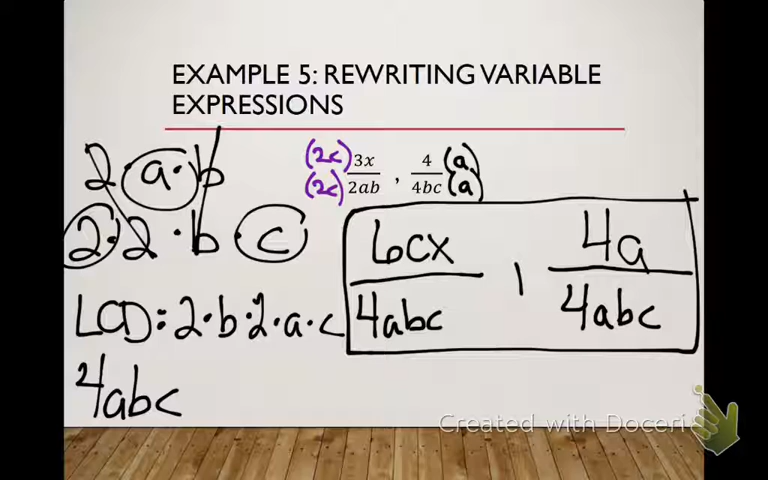 EXAMPLE 5: REWRITING VARIABLE
EXPRESSIONS
(2c) 3x/2ab (2c) , 4/4bc (a) (a)
2·a·b
2·2·b·c
6cx/4abc , 4a/4abc
LCD=2·b·2·a·c
4abc
Created with Doceri